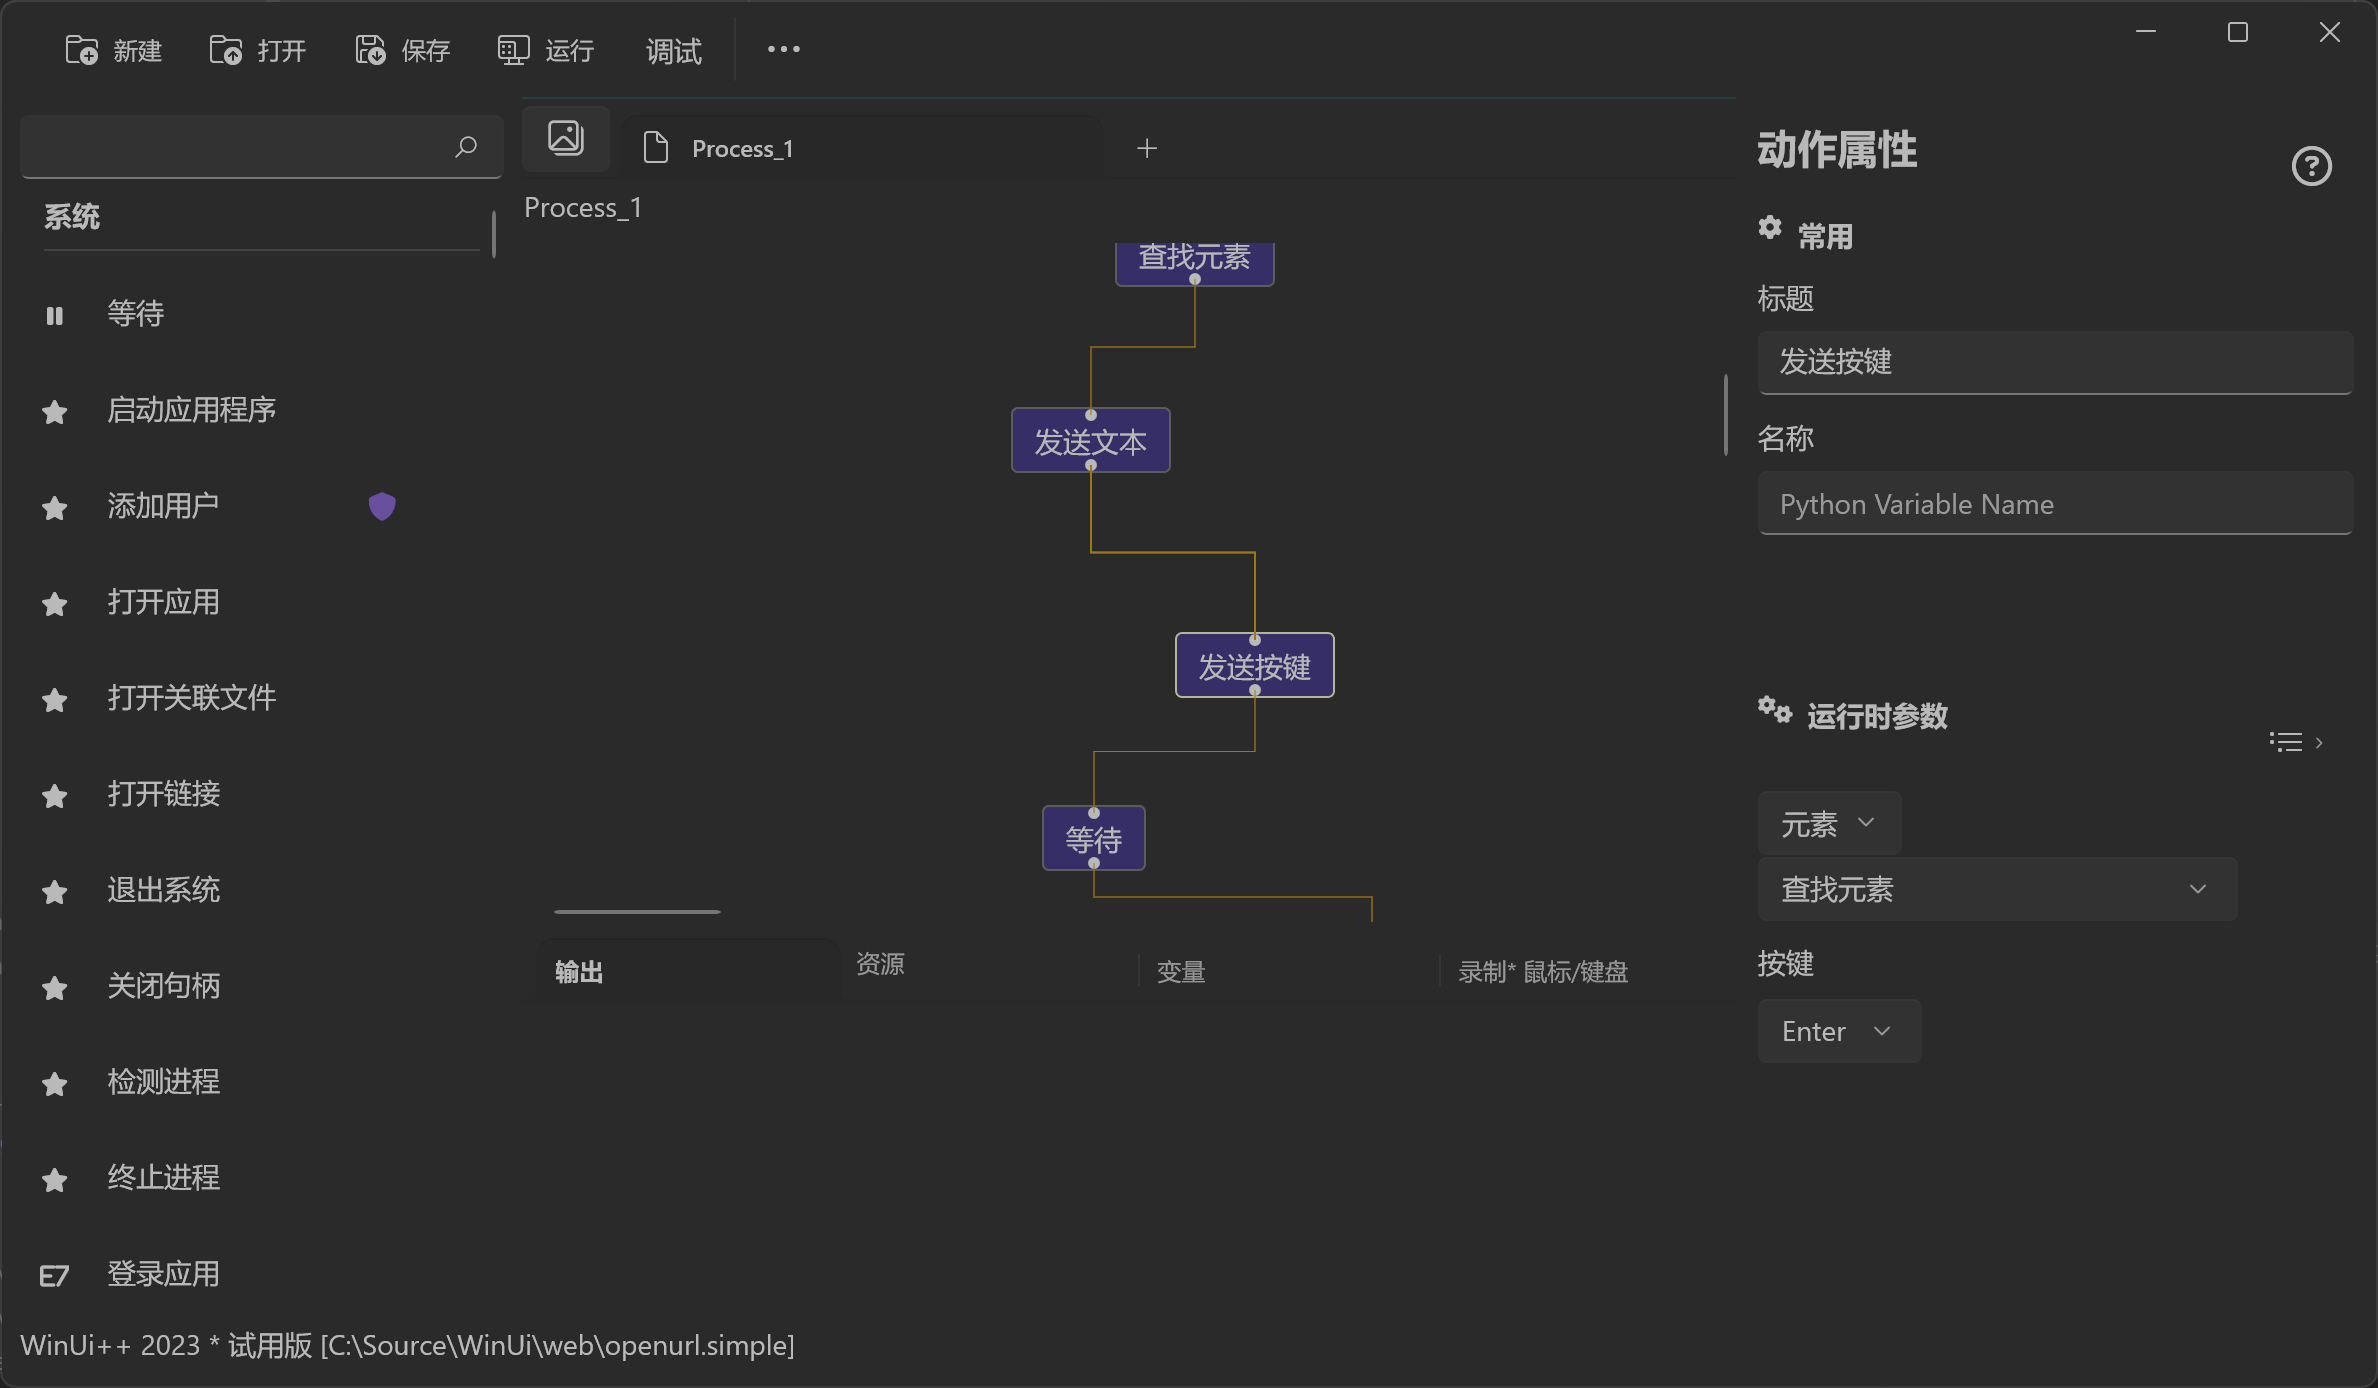 新建 打开 保存 运行 调试
Process_1
系统
等待
启动应用程序
添加用户
打开应用
打开关联文件
打开链接
退出系统
关闭句柄
检测进程
终止进程
登录应用
Process_1
查找元素
发送文本
发送按键
等待
输出 资源 变量 录制* 鼠标/键盘
动作属性
常用
标题
发送按键
名称
Python Variable Name
运行时参数
元素
查找元素
按键
Enter
WinUi++ 2023 * 试用版 [C:\Source\WinUi\web\openurl.simple]